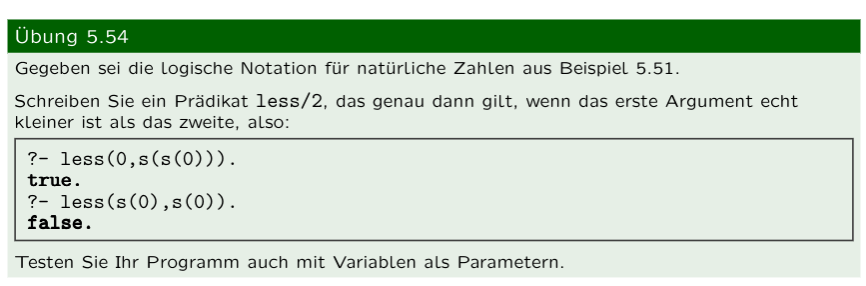 Übung 5.54
Gegeben sei die logische Notation für natürliche Zahlen aus Beispiel 5.51.
Schreiben Sie ein Prädikat less/2, das genau dann gilt, wenn das erste Argument echt
kleiner ist als das zweite, also:
?- less(0,s(s(0))).
true.
?- less(s(0),s(0)).
false.
Testen Sie Ihr Programm auch mit Variablen als Parametern.